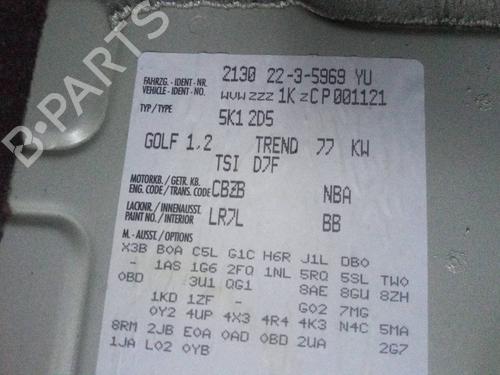 B-PARTS
FAHRZG.-IDENT-NR. 2130 22-3-5969 YU
VEHICLE-IDENT-NO. WVWZZZ1KZCP001121
TYP/TYPE 5K1 2D5
GOLF 1,2 TREND 77 KW
TSI D7F
MOTORKB./GETR.KB.
ENG.CODE/TRANS.CODE CBZB NBA
LACKNR./INNENAUSST.
PAINT NO./INTERIOR LR7L BB
M.-AUSST./OPTIONS
X3B B0A C5L G1C H6R J1L DB0
- 1AS 1G6 2FQ 1NL 5RQ 5SL TW0
0BD 3U1 QG1 8AE 8GU 8ZH
1KD 1ZF - G02 7MG
0Y2 4UP 4X3 4R4 4K3 N4C 5MA
8RM 2JB E0A 0AD 0BD 2UA 2G7
1JA L02 0YB